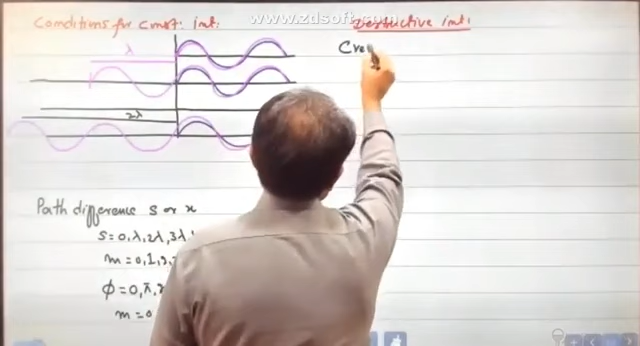 www.zdsoft.com
Conditions for const: int:
Destructive int:
Cre
λ
2λ
Path difference s or x
s = 0, λ, 2λ, 3λ
m = 0, 1, 2,
ϕ = 0, π,
m = 0